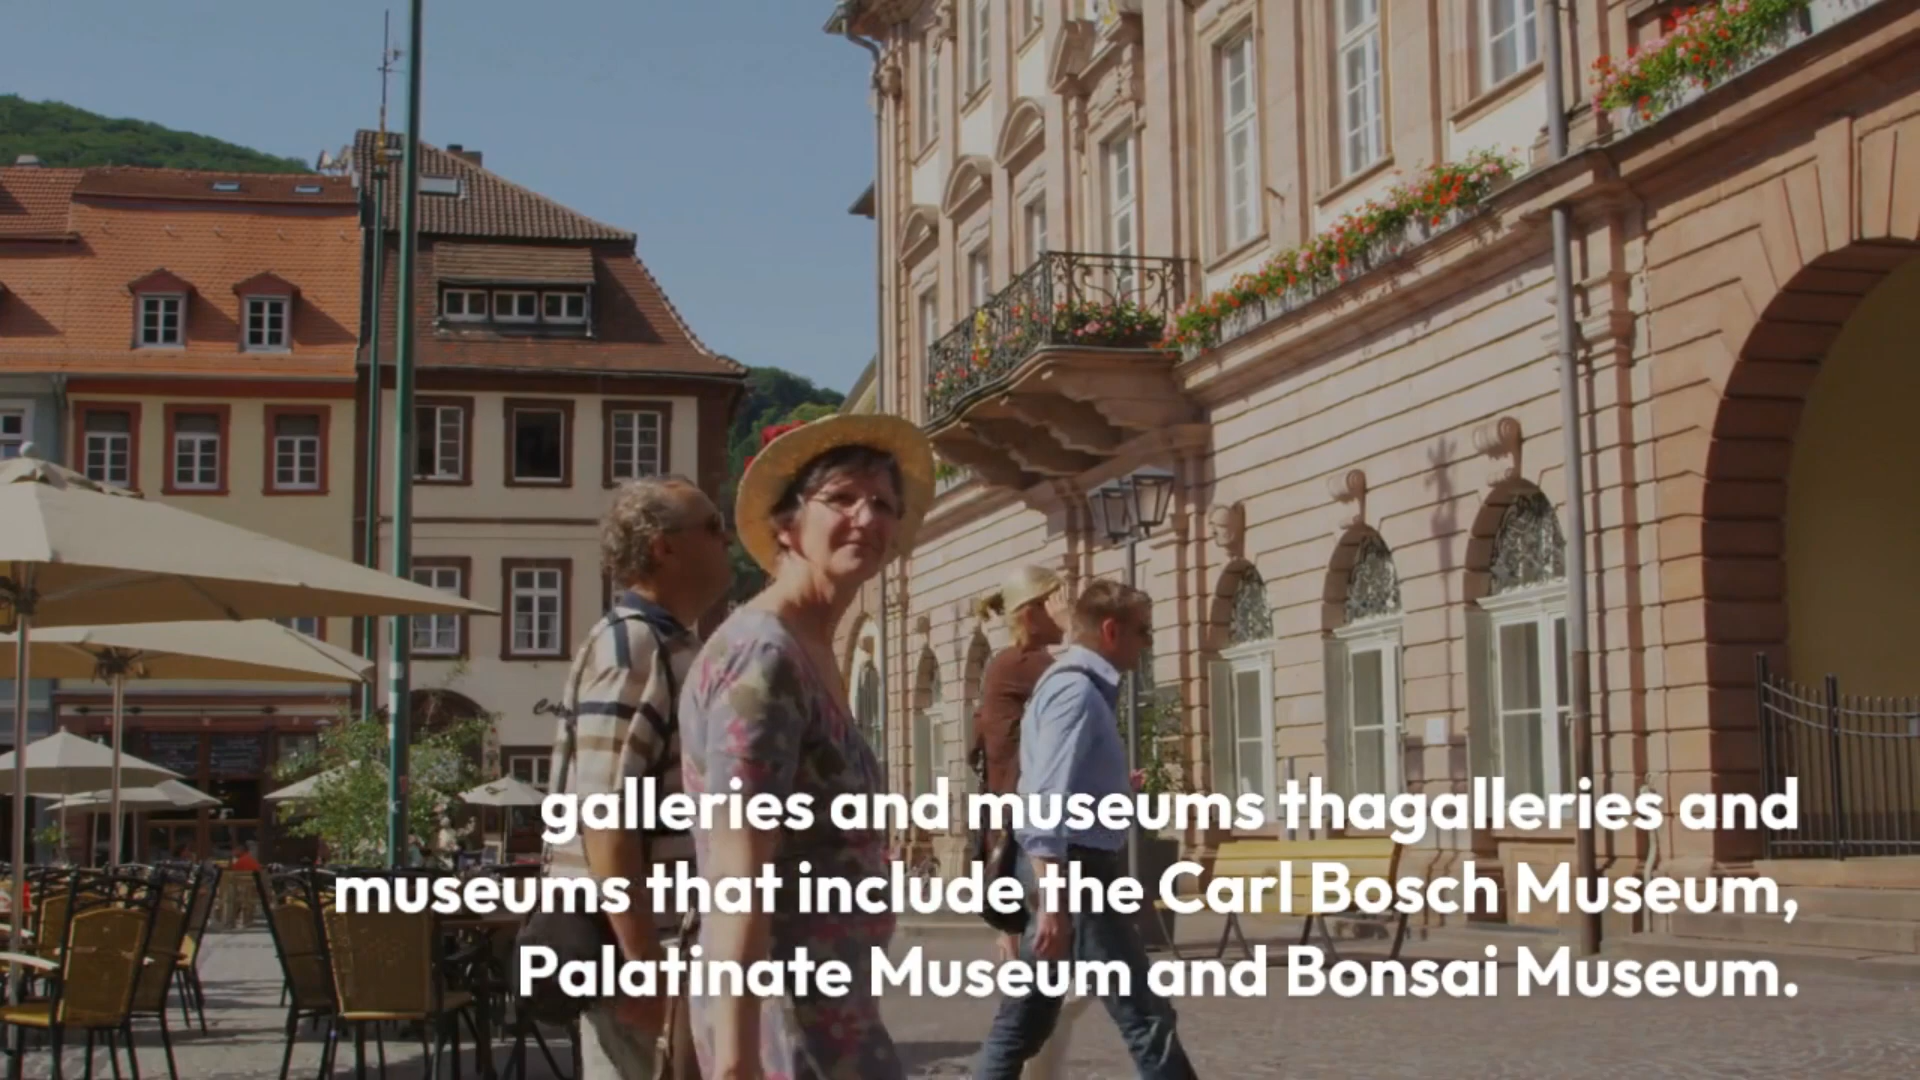 galleries and museums thagalleries and
museums that include the Carl Bosch Museum,
Palatinate Museum and Bonsai Museum.